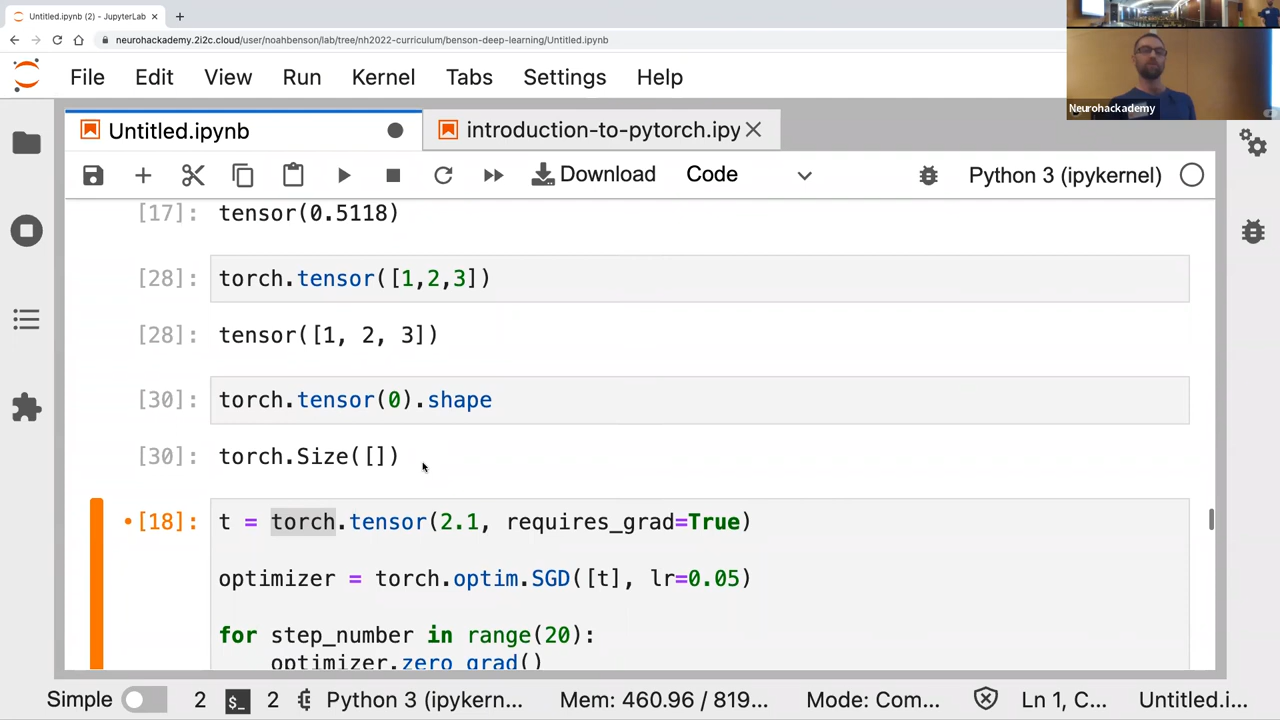 Untitled.ipynb (2) - JupyterLab
neurohackademy.2i2c.cloud/user/noahbenson/lab/tree/nh2022-curriculum/benson-deep-learning/Untitled.ipynb
File Edit View Run Kernel Tabs Settings Help
Neurohackademy
Untitled.ipynb
introduction-to-pytorch.ipy
Download Code Python 3 (ipykernel)
[17]: tensor(0.5118)
[28]: torch.tensor([1,2,3])
[28]: tensor([1, 2, 3])
[30]: torch.tensor(0).shape
[30]: torch.Size([])
[18]: t = torch.tensor(2.1, requires_grad=True)
optimizer = torch.optim.SGD([t], lr=0.05)
for step_number in range(20):
optimizer.zero_grad()
Simple 2 $_ 2 Python 3 (ipykern... Mem: 460.96 / 819... Mode: Com... Ln 1, C... Untitled.i...